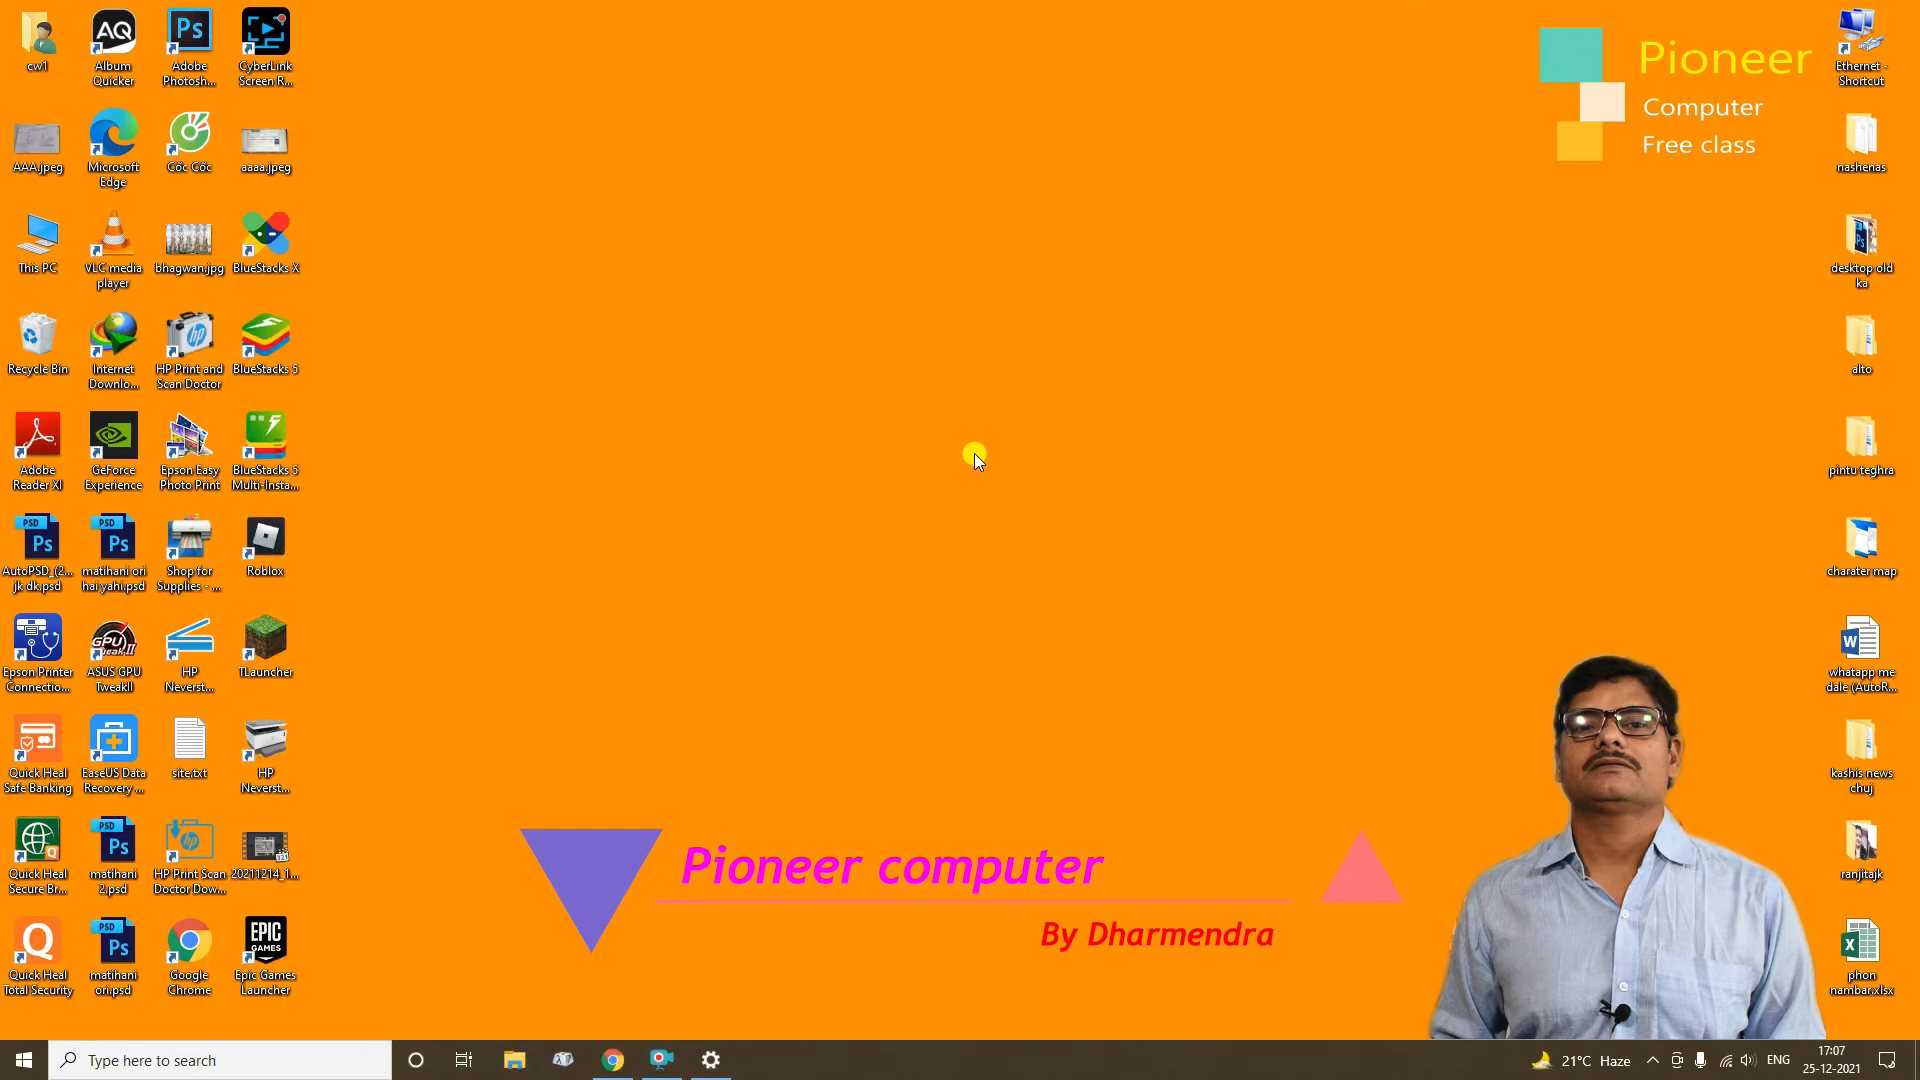 cw1
Album
Quicker
Adobe
Photosh...
CyberLink
Screen R...
AAA.jpeg
Microsoft
Edge
Cốc Cốc
aaaa.jpeg
This PC
VLC media
player
bhagwan.jpg
BlueStacks X
Recycle Bin
Internet
Downlo...
HP Print and
Scan Doctor
BlueStacks 5
Adobe
Reader XI
GeForce
Experience
Epson Easy
Photo Print
BlueStacks 5
Multi-Insta...
AutoPSD_(2...
jk dk.psd
matihani ori
hai yahi.psd
Shop for
Supplies - ...
Roblox
Epson Printer
Connectio...
ASUS GPU
TweakII
HP
Neverst...
TLauncher
Quick Heal
Safe Banking
EaseUS Data
Recovery ...
site.txt
HP
Neverst...
Quick Heal
Secure Br...
matihani
2.psd
HP Print Scan
Doctor Dow...
20211214_1...
Quick Heal
Total Security
matihani
ori.psd
Google
Chrome
Epic Games
Launcher
Pioneer
Computer
Free class
Ethernet -
Shortcut
nashenas
desktop old
ka
alto
pintu teghra
charater map
whatapp me
dale (AutoR...
kashis news
chuj
ranjitajk
phon
nambar.xlsx
Pioneer computer
By Dharmendra
Type here to search
21°C Haze
ENG
17:07
25-12-2021